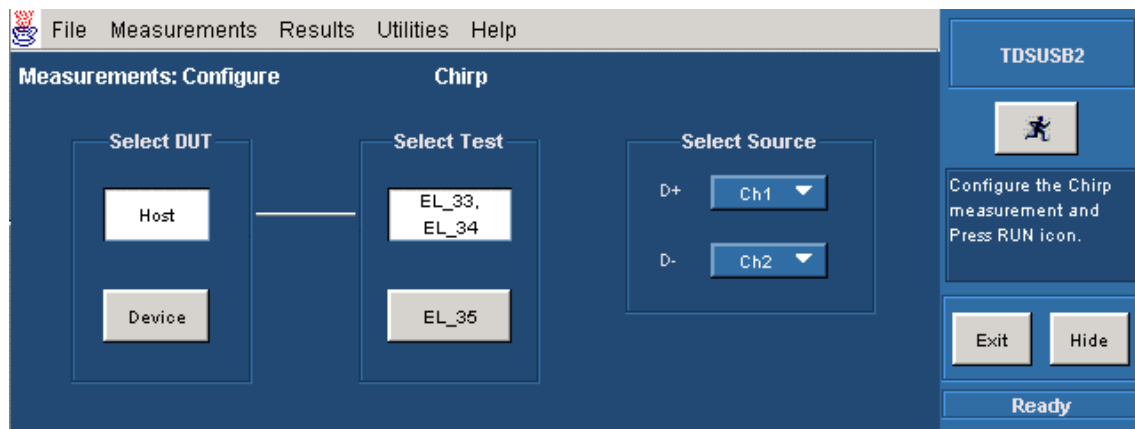 File Measurements Results Utilities Help
Measurements: Configure Chirp
Select DUT
Host
Device
Select Test
EL_33,
EL_34
EL_35
Select Source
D+ Ch1
D- Ch2
TDSUSB2
Configure the Chirp
measurement and
Press RUN icon.
Exit Hide
Ready